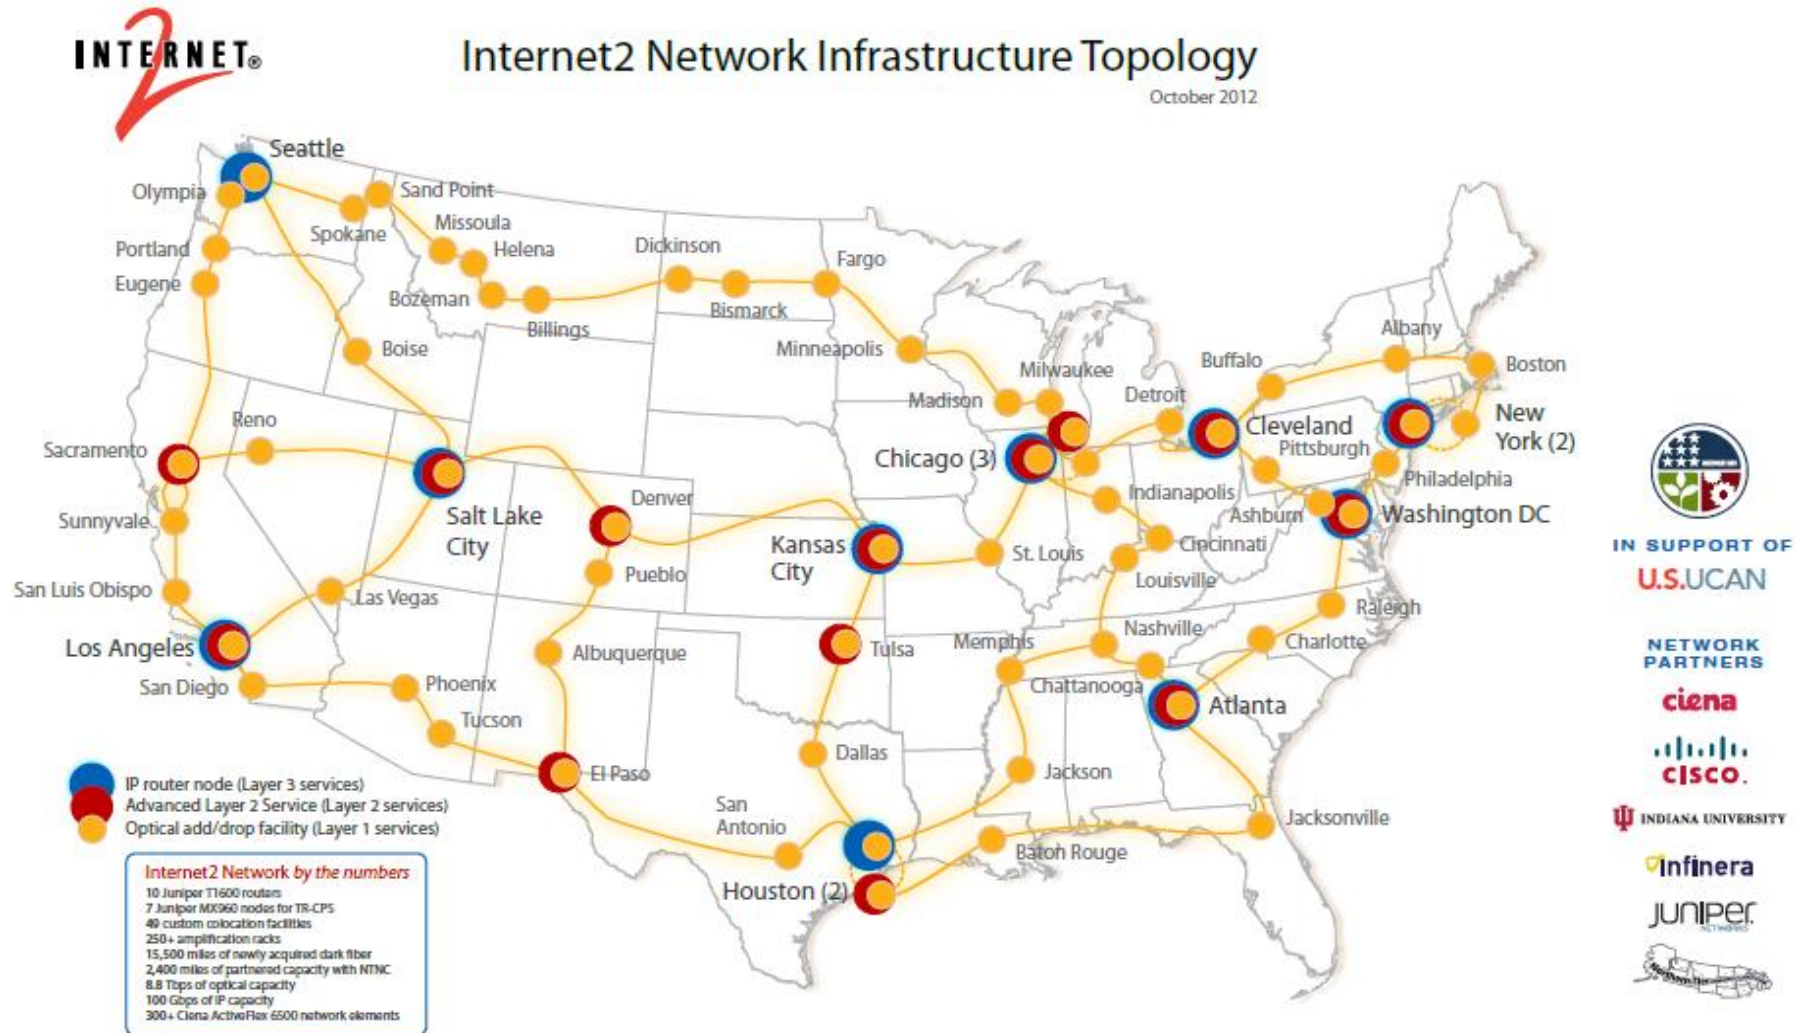 INTERNET®
2
Internet2 Network Infrastructure Topology
October 2012
Seattle
Olympia
Sand Point
Spokane
Missoula
Portland
Helena
Dickinson
Fargo
Eugene
Bozeman
Billings
Bismarck
Boise
Minneapolis
Milwaukee
Madison
Detroit
Buffalo
Albany
Boston
Reno
Sacramento
Chicago (3)
Cleveland
Pittsburgh
New
York (2)
Philadelphia
Salt Lake
City
Denver
Indianapolis
Ashburn
Washington DC
Sunnyvale
Kansas
City
St. Louis
Cincinnati
Louisville
Pueblo
San Luis Obispo
Las Vegas
Raleigh
Los Angeles
Albuquerque
Tulsa
Memphis
Nashville
Charlotte
San Diego
Phoenix
Chattanooga
Atlanta
Tucson
Dallas
El Paso
Jackson
San
Antonio
Jacksonville
Baton Rouge
Houston (2)
IP router node (Layer 3 services)
Advanced Layer 2 Service (Layer 2 services)
Optical add/drop facility (Layer 1 services)
Internet2 Network by the numbers
10 Juniper T1600 routers
7 Juniper MX960 nodes for TR-CPS
49 custom colocation facilities
250+ amplification racks
15,500 miles of newly acquired dark fiber
2,400 miles of partnered capacity with NTNC
8.8 Tbps of optical capacity
100 Gbps of IP capacity
300+ Ciena ActiveFlex 6500 network elements
IN SUPPORT OF
U.S.UCAN
NETWORK
PARTNERS
ciena
cisco.
INDIANA UNIVERSITY
infinera
JUNIPER
NETWORKS